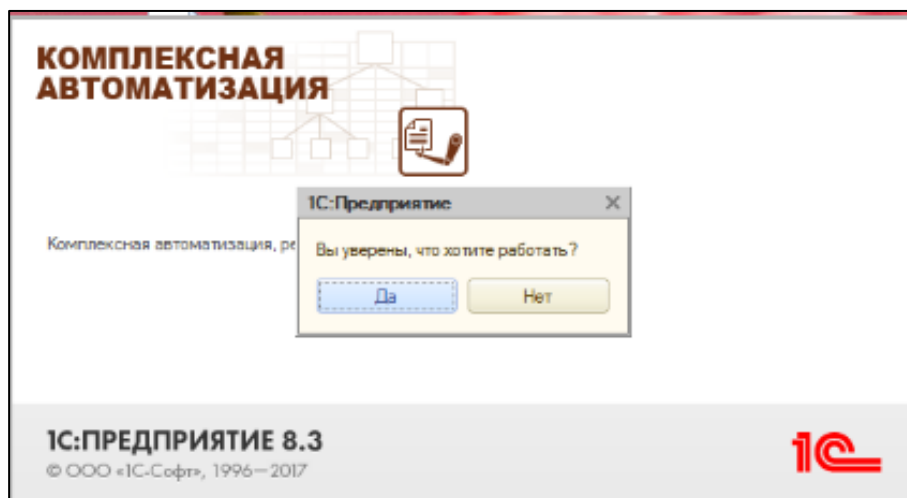 КОМПЛЕКСНАЯ
АВТОМАТИЗАЦИЯ
1С:Предприятие
Комплексная автоматизация, ре
Вы уверены, что хотите работать?
Да
Нет
1С:ПРЕДПРИЯТИЕ 8.3
© ООО «1С-Софт», 1996—2017
1С